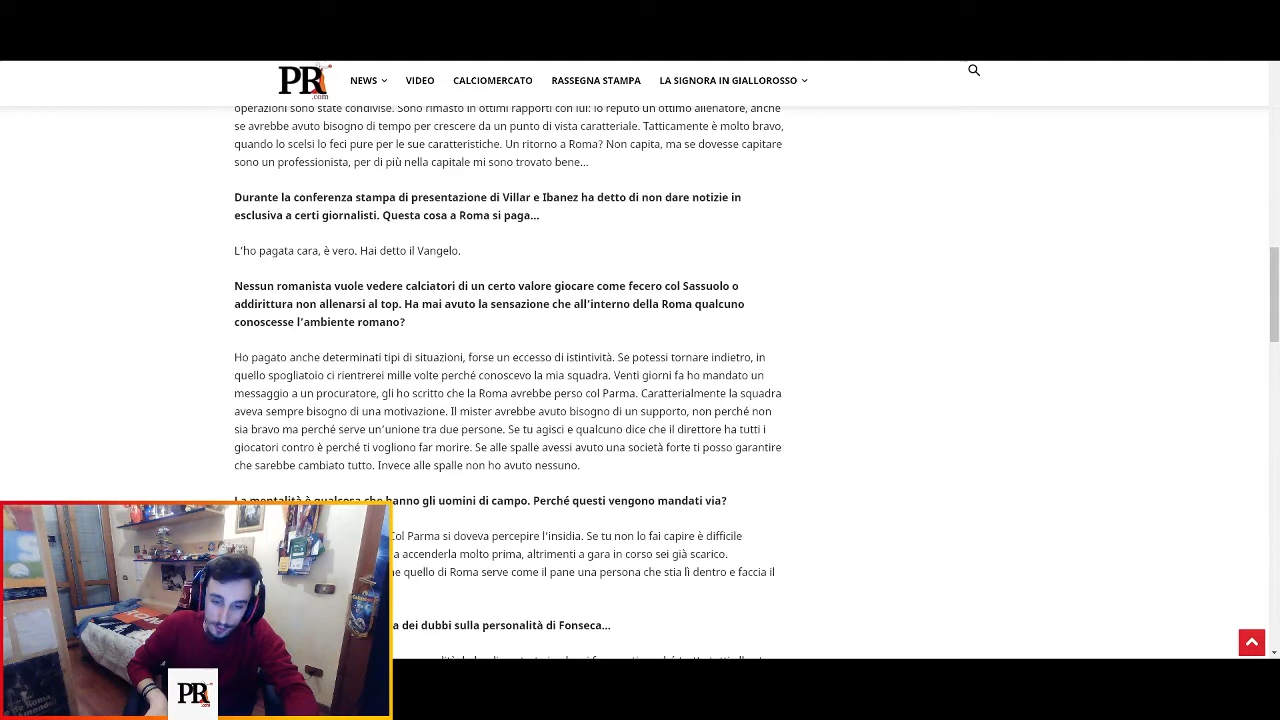 PR
.com
NEWS
VIDEO
CALCIOMERCATO
RASSEGNA STAMPA
LA SIGNORA IN GIALLOROSSO
operazioni sono state condivise. Sono rimasto in ottimi rapporti con lui: lo reputo un ottimo allenatore, anche
se avrebbe avuto bisogno di tempo per crescere da un punto di vista caratteriale. Tatticamente è molto bravo,
quando lo scelsi lo feci pure per le sue caratteristiche. Un ritorno a Roma? Non capita, ma se dovesse capitare
sono un professionista, per di più nella capitale mi sono trovato bene…
Durante la conferenza stampa di presentazione di Villar e Ibanez ha detto di non dare notizie in
esclusiva a certi giornalisti. Questa cosa a Roma si paga…
L'ho pagata cara, è vero. Hai detto il Vangelo.
Nessun romanista vuole vedere calciatori di un certo valore giocare come fecero col Sassuolo o
addirittura non allenarsi al top. Ha mai avuto la sensazione che all'interno della Roma qualcuno
conoscesse l'ambiente romano?
Ho pagato anche determinati tipi di situazioni, forse un eccesso di istintività. Se potessi tornare indietro, in
quello spogliatoio ci rientrerei mille volte perché conoscevo la mia squadra. Venti giorni fa ho mandato un
messaggio a un procuratore, gli ho scritto che la Roma avrebbe perso col Parma. Caratterialmente la squadra
aveva sempre bisogno di una motivazione. Il mister avrebbe avuto bisogno di un supporto, non perché non
sia bravo ma perché serve un'unione tra due persone. Se tu agisci e qualcuno dice che il direttore ha tutti i
giocatori contro è perché ti vogliono far morire. Se alle spalle avessi avuto una società forte ti posso garantire
che sarebbe cambiato tutto. Invece alle spalle non ho avuto nessuno.
La mentalità è qualcosa che hanno gli uomini di campo. Perché questi vengono mandati via?
Col Parma si doveva percepire l'insidia. Se tu non lo fai capire è difficile
a accenderla molto prima, altrimenti a gara in corso sei già scarico.
ne quello di Roma serve come il pane una persona che stia lì dentro e faccia il
a dei dubbi sulla personalità di Fonseca…
PR
.com